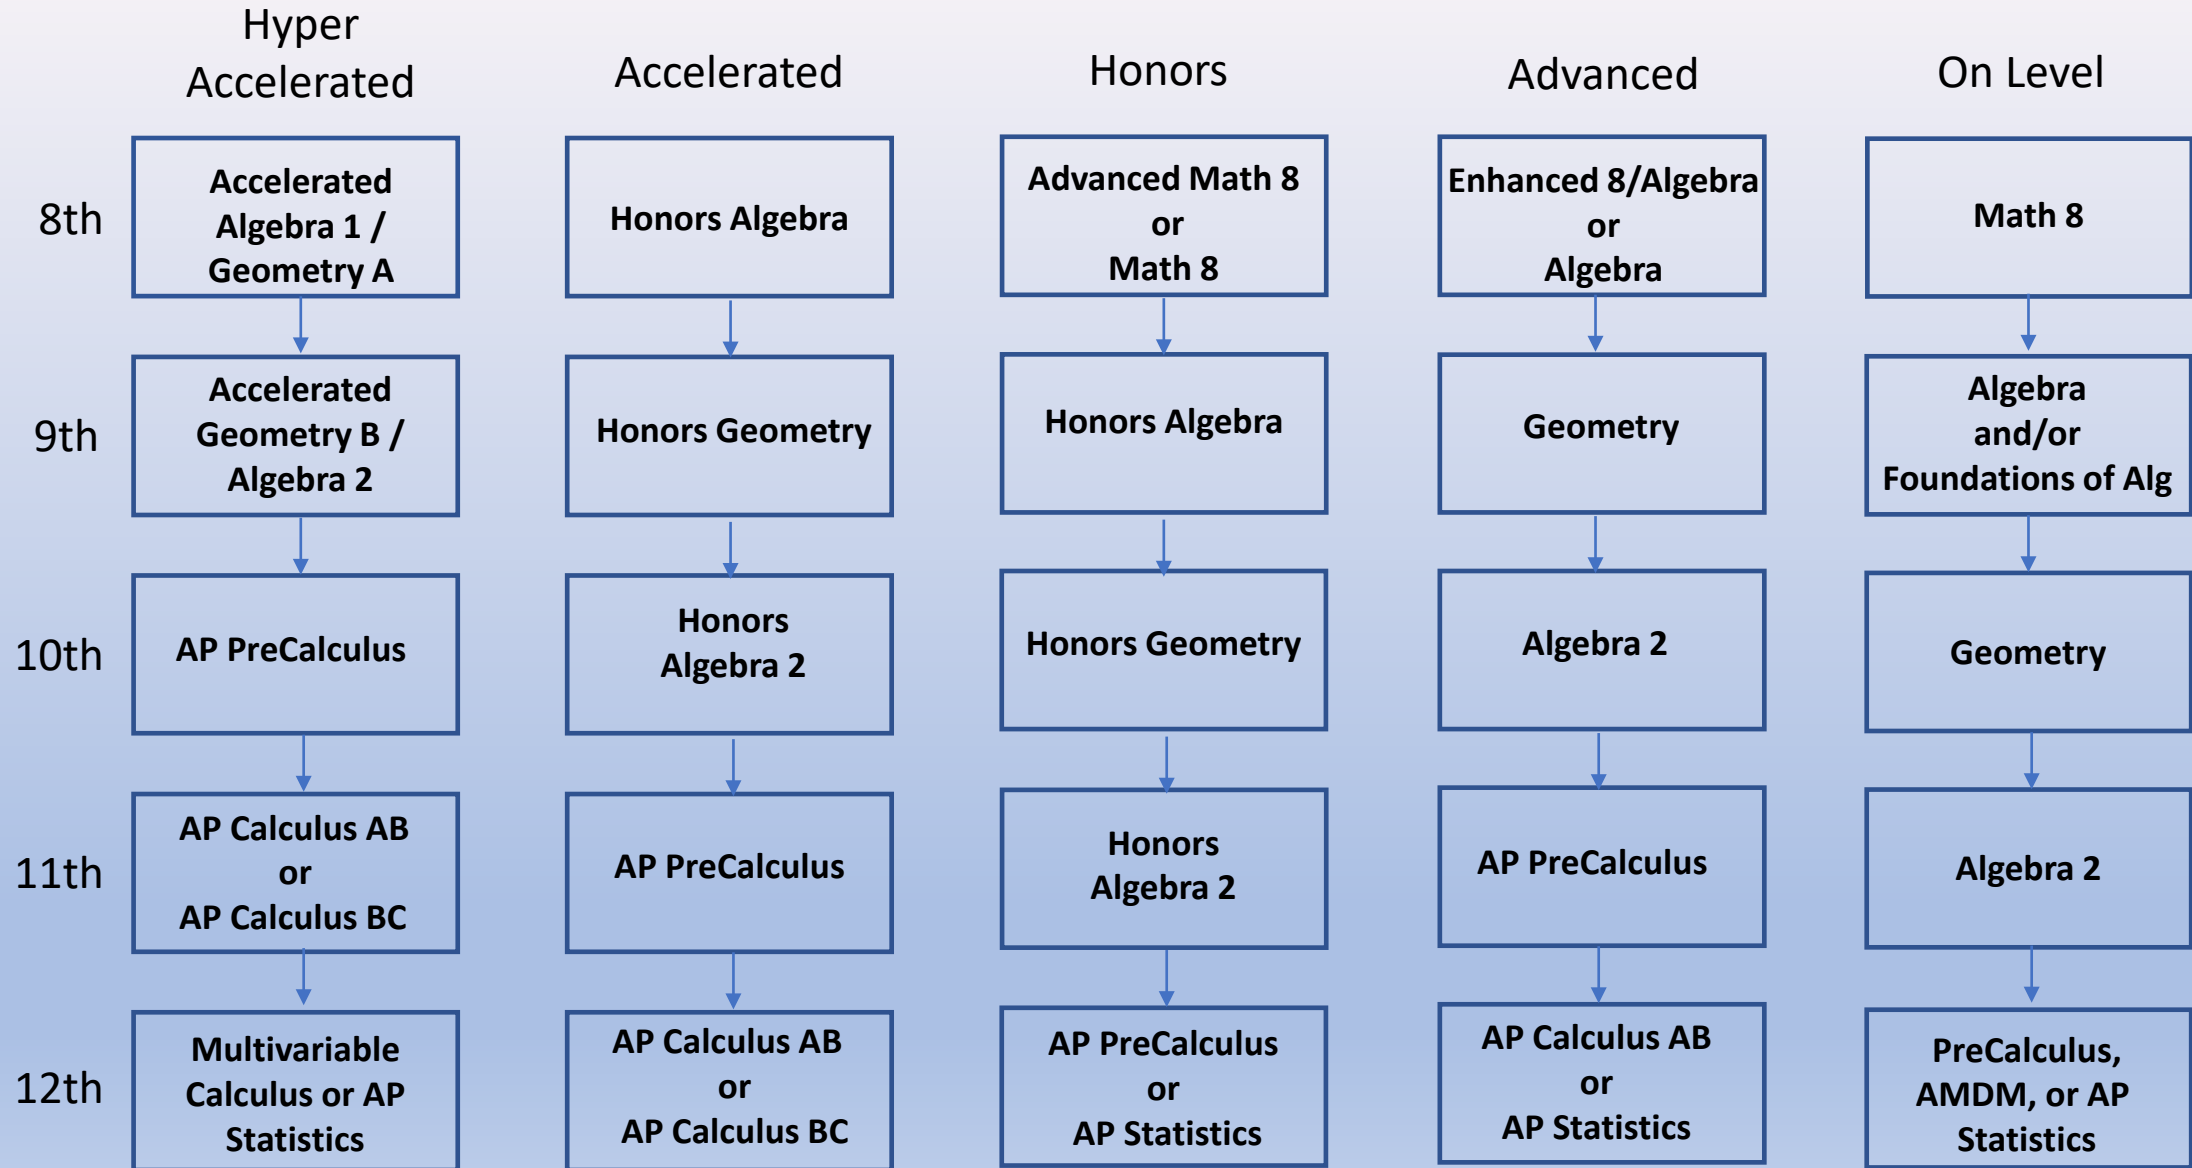 Hyper
Accelerated
Accelerated
Honors
Advanced
On Level
8th
Accelerated
Algebra 1 /
Geometry A
Honors Algebra
Advanced Math 8
or
Math 8
Enhanced 8/Algebra
or
Algebra
Math 8
9th
Accelerated
Geometry B /
Algebra 2
Honors Geometry
Honors Algebra
Geometry
Algebra
and/or
Foundations of Alg
10th
AP PreCalculus
Honors
Algebra 2
Honors Geometry
Algebra 2
Geometry
11th
AP Calculus AB
or
AP Calculus BC
AP PreCalculus
Honors
Algebra 2
AP PreCalculus
Algebra 2
12th
Multivariable
Calculus or AP
Statistics
AP Calculus AB
or
AP Calculus BC
AP PreCalculus
or
AP Statistics
AP Calculus AB
or
AP Statistics
PreCalculus,
AMDM, or AP
Statistics